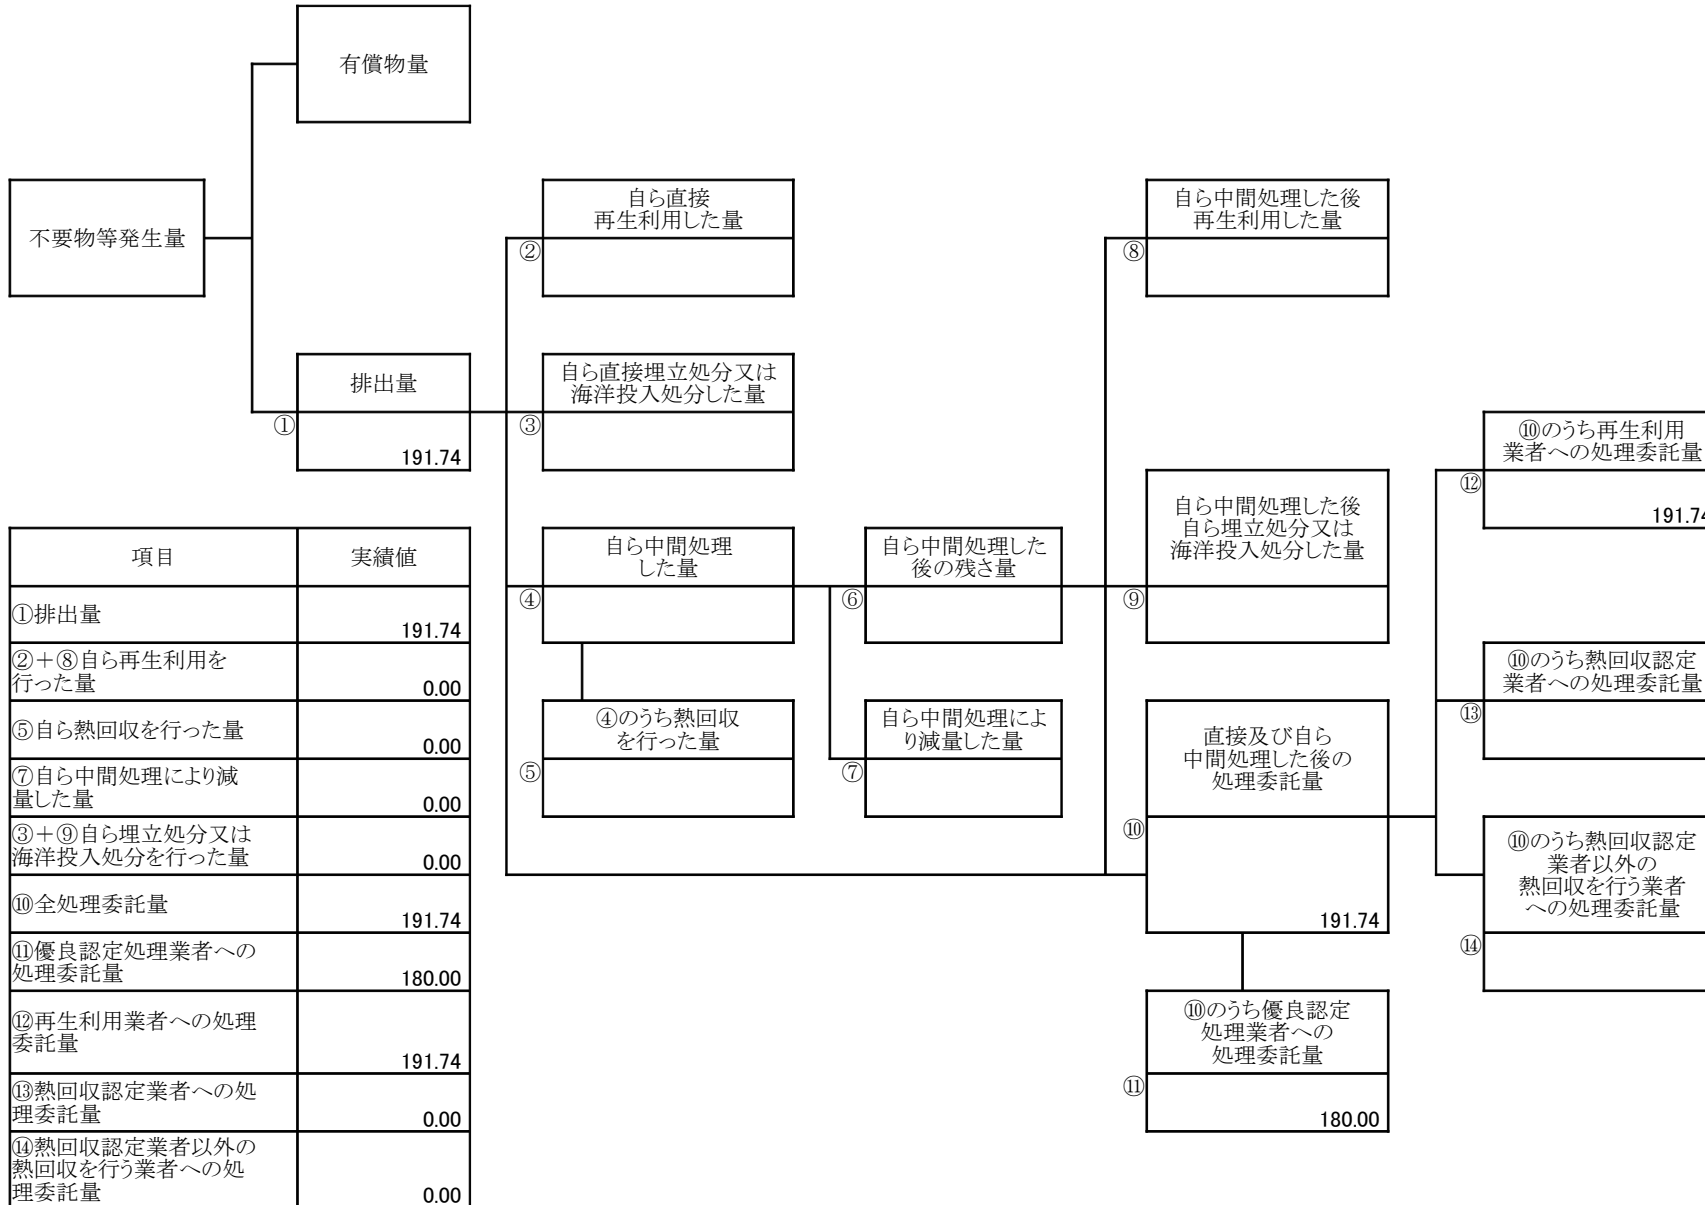 有償物量
不要物等発生量
自ら直接
再生利用した量
②
自ら中間処理した後
再生利用した量
⑧
排出量
①
191.74
自ら直接埋立処分又は
海洋投入処分した量
③
⑩のうち再生利用
業者への処理委託量
⑫
191.74
自ら中間処理
した量
④
自ら中間処理した
後の残さ量
⑥
自ら中間処理した後
自ら埋立処分又は
海洋投入処分した量
⑨
⑩のうち熱回収認定
業者への処理委託量
⑬
④のうち熱回収
を行った量
⑤
自ら中間処理によ
り減量した量
⑦
直接及び自ら
中間処理した後の
処理委託量
⑩
191.74
⑩のうち熱回収認定
業者以外の
熱回収を行う業者
への処理委託量
⑭
⑩のうち優良認定
処理業者への
処理委託量
⑪
180.00
項目 実績値
①排出量 191.74
②＋⑧自ら再生利用を
行った量 0.00
⑤自ら熱回収を行った量 0.00
⑦自ら中間処理により減
量した量 0.00
③＋⑨自ら埋立処分又は
海洋投入処分を行った量 0.00
⑩全処理委託量 191.74
⑪優良認定処理業者への
処理委託量 180.00
⑫再生利用業者への処理
委託量 191.74
⑬熱回収認定業者への処
理委託量 0.00
⑭熱回収認定業者以外の
熱回収を行う業者への処
理委託量 0.00